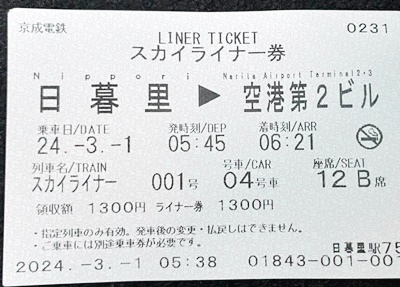 京成電鉄 0231
LINER TICKET
スカイライナー券
Nippori Narita Airport Terminal 2・3
日暮里 ▶ 空港第2ビル
乗車日/DATE 発時刻/DEP 着時刻/ARR
24.-3.-1 05:45 06:21
列車名/TRAIN 号車/CAR 座席/SEAT
スカイライナー 001号 04号車 12 B席
領収額 1300円 ライナー券 1300円
・指定列車のみ有効。発車後の変更・払戻しはできません。
・ご乗車には別途乗車券が必要です。
日暮里駅75
2024.-3.-1 05:38 01843-001-001